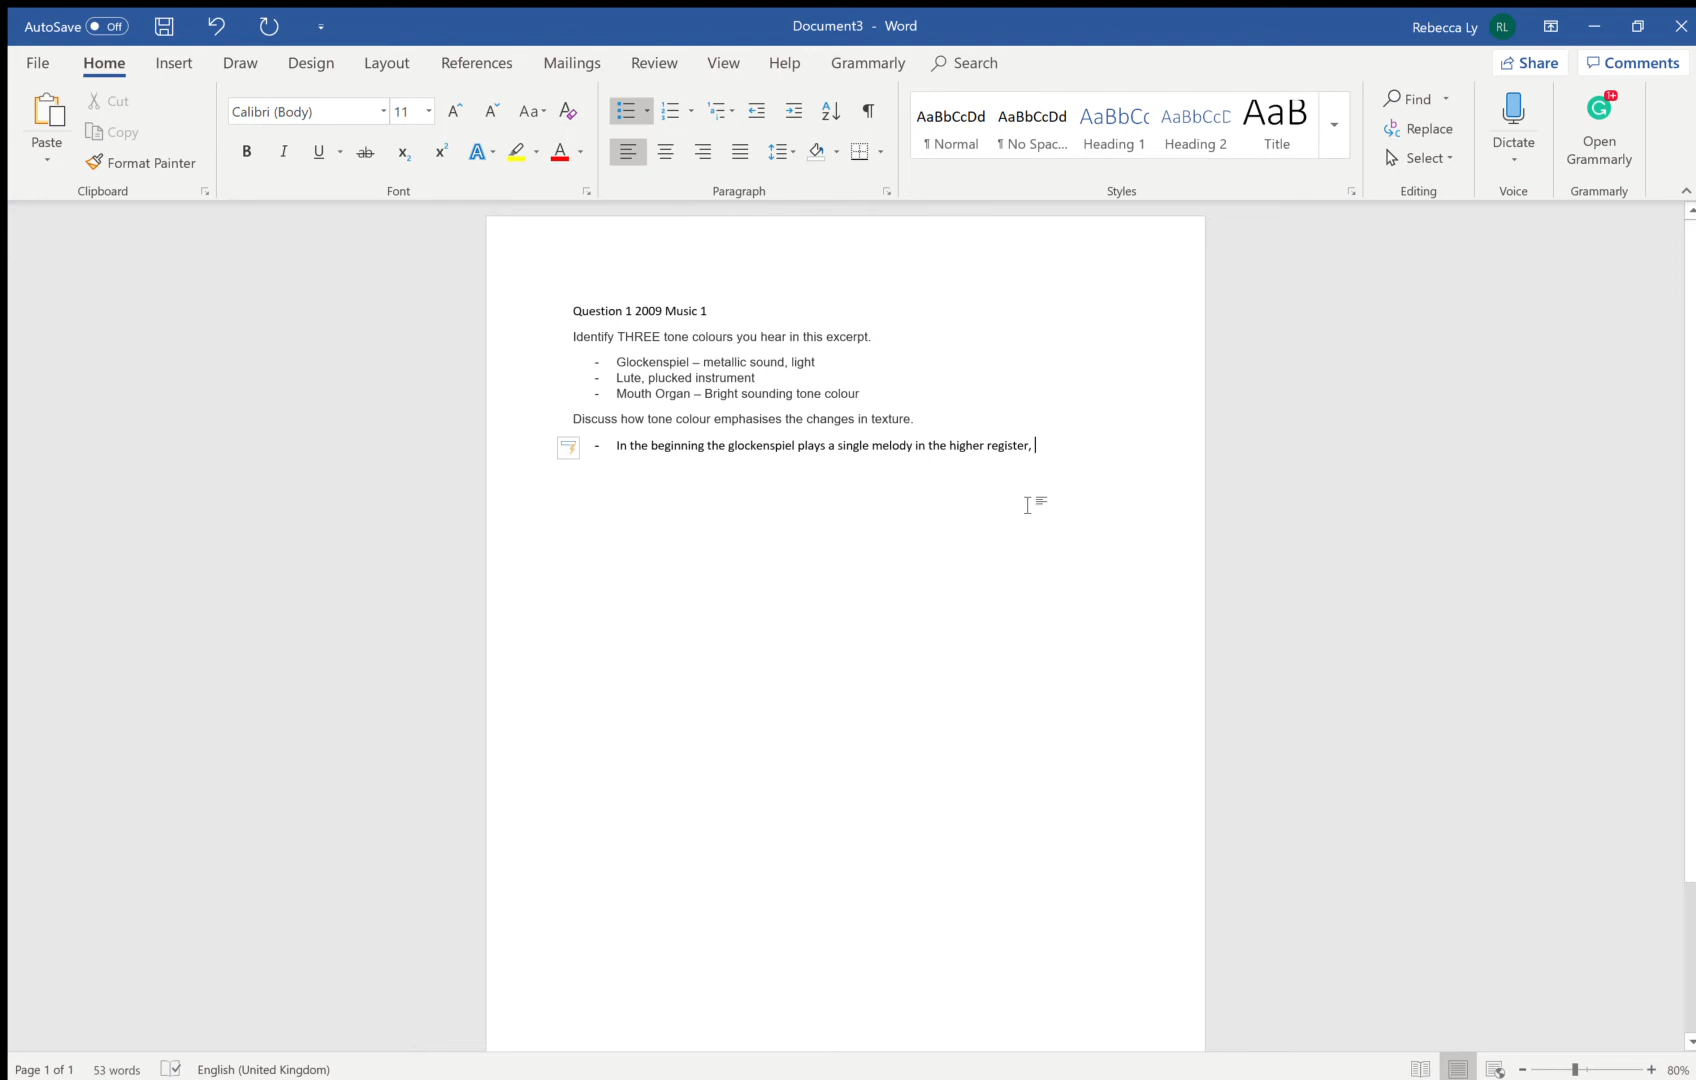 AutoSave Off Document3 - Word Rebecca Ly RL
File Home Insert Draw Design Layout References Mailings Review View Help Grammarly Search Share Comments
Paste
Cut
Copy
Format Painter
Calibri (Body) 11
Aa
B I U ab x₂ x² A A
AaBbCcDd AaBbCcDd AaBbCc AaBbCcD AaB
¶ Normal ¶ No Spac... Heading 1 Heading 2 Title
Find
Replace
Select
Dictate
Open
Grammarly
Clipboard Font Paragraph Styles Editing Voice Grammarly
Question 1 2009 Music 1
Identify THREE tone colours you hear in this excerpt.
- Glockenspiel – metallic sound, light
- Lute, plucked instrument
- Mouth Organ – Bright sounding tone colour
Discuss how tone colour emphasises the changes in texture.
- In the beginning the glockenspiel plays a single melody in the higher register,
Page 1 of 1 53 words English (United Kingdom) 80%